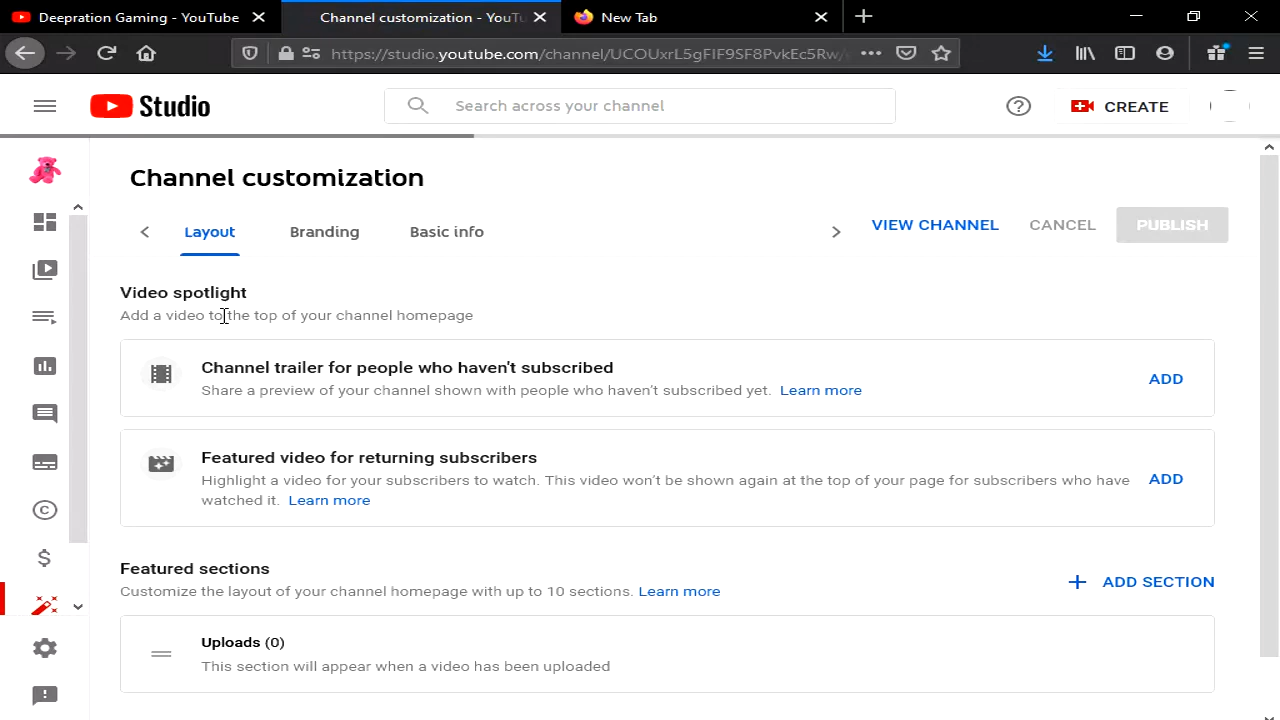 Deepration Gaming - YouTube
Channel customization - YouTu
New Tab
https://studio.youtube.com/channel/UCOUxrL5gFIF9SF8PvkEc5Rw/
Studio
Search across your channel
CREATE
Channel customization
Layout
Branding
Basic info
VIEW CHANNEL
CANCEL
PUBLISH
Video spotlight
Add a video to the top of your channel homepage
Channel trailer for people who haven't subscribed
Share a preview of your channel shown with people who haven't subscribed yet. Learn more
ADD
Featured video for returning subscribers
Highlight a video for your subscribers to watch. This video won't be shown again at the top of your page for subscribers who have
watched it. Learn more
ADD
Featured sections
Customize the layout of your channel homepage with up to 10 sections. Learn more
ADD SECTION
Uploads (0)
This section will appear when a video has been uploaded